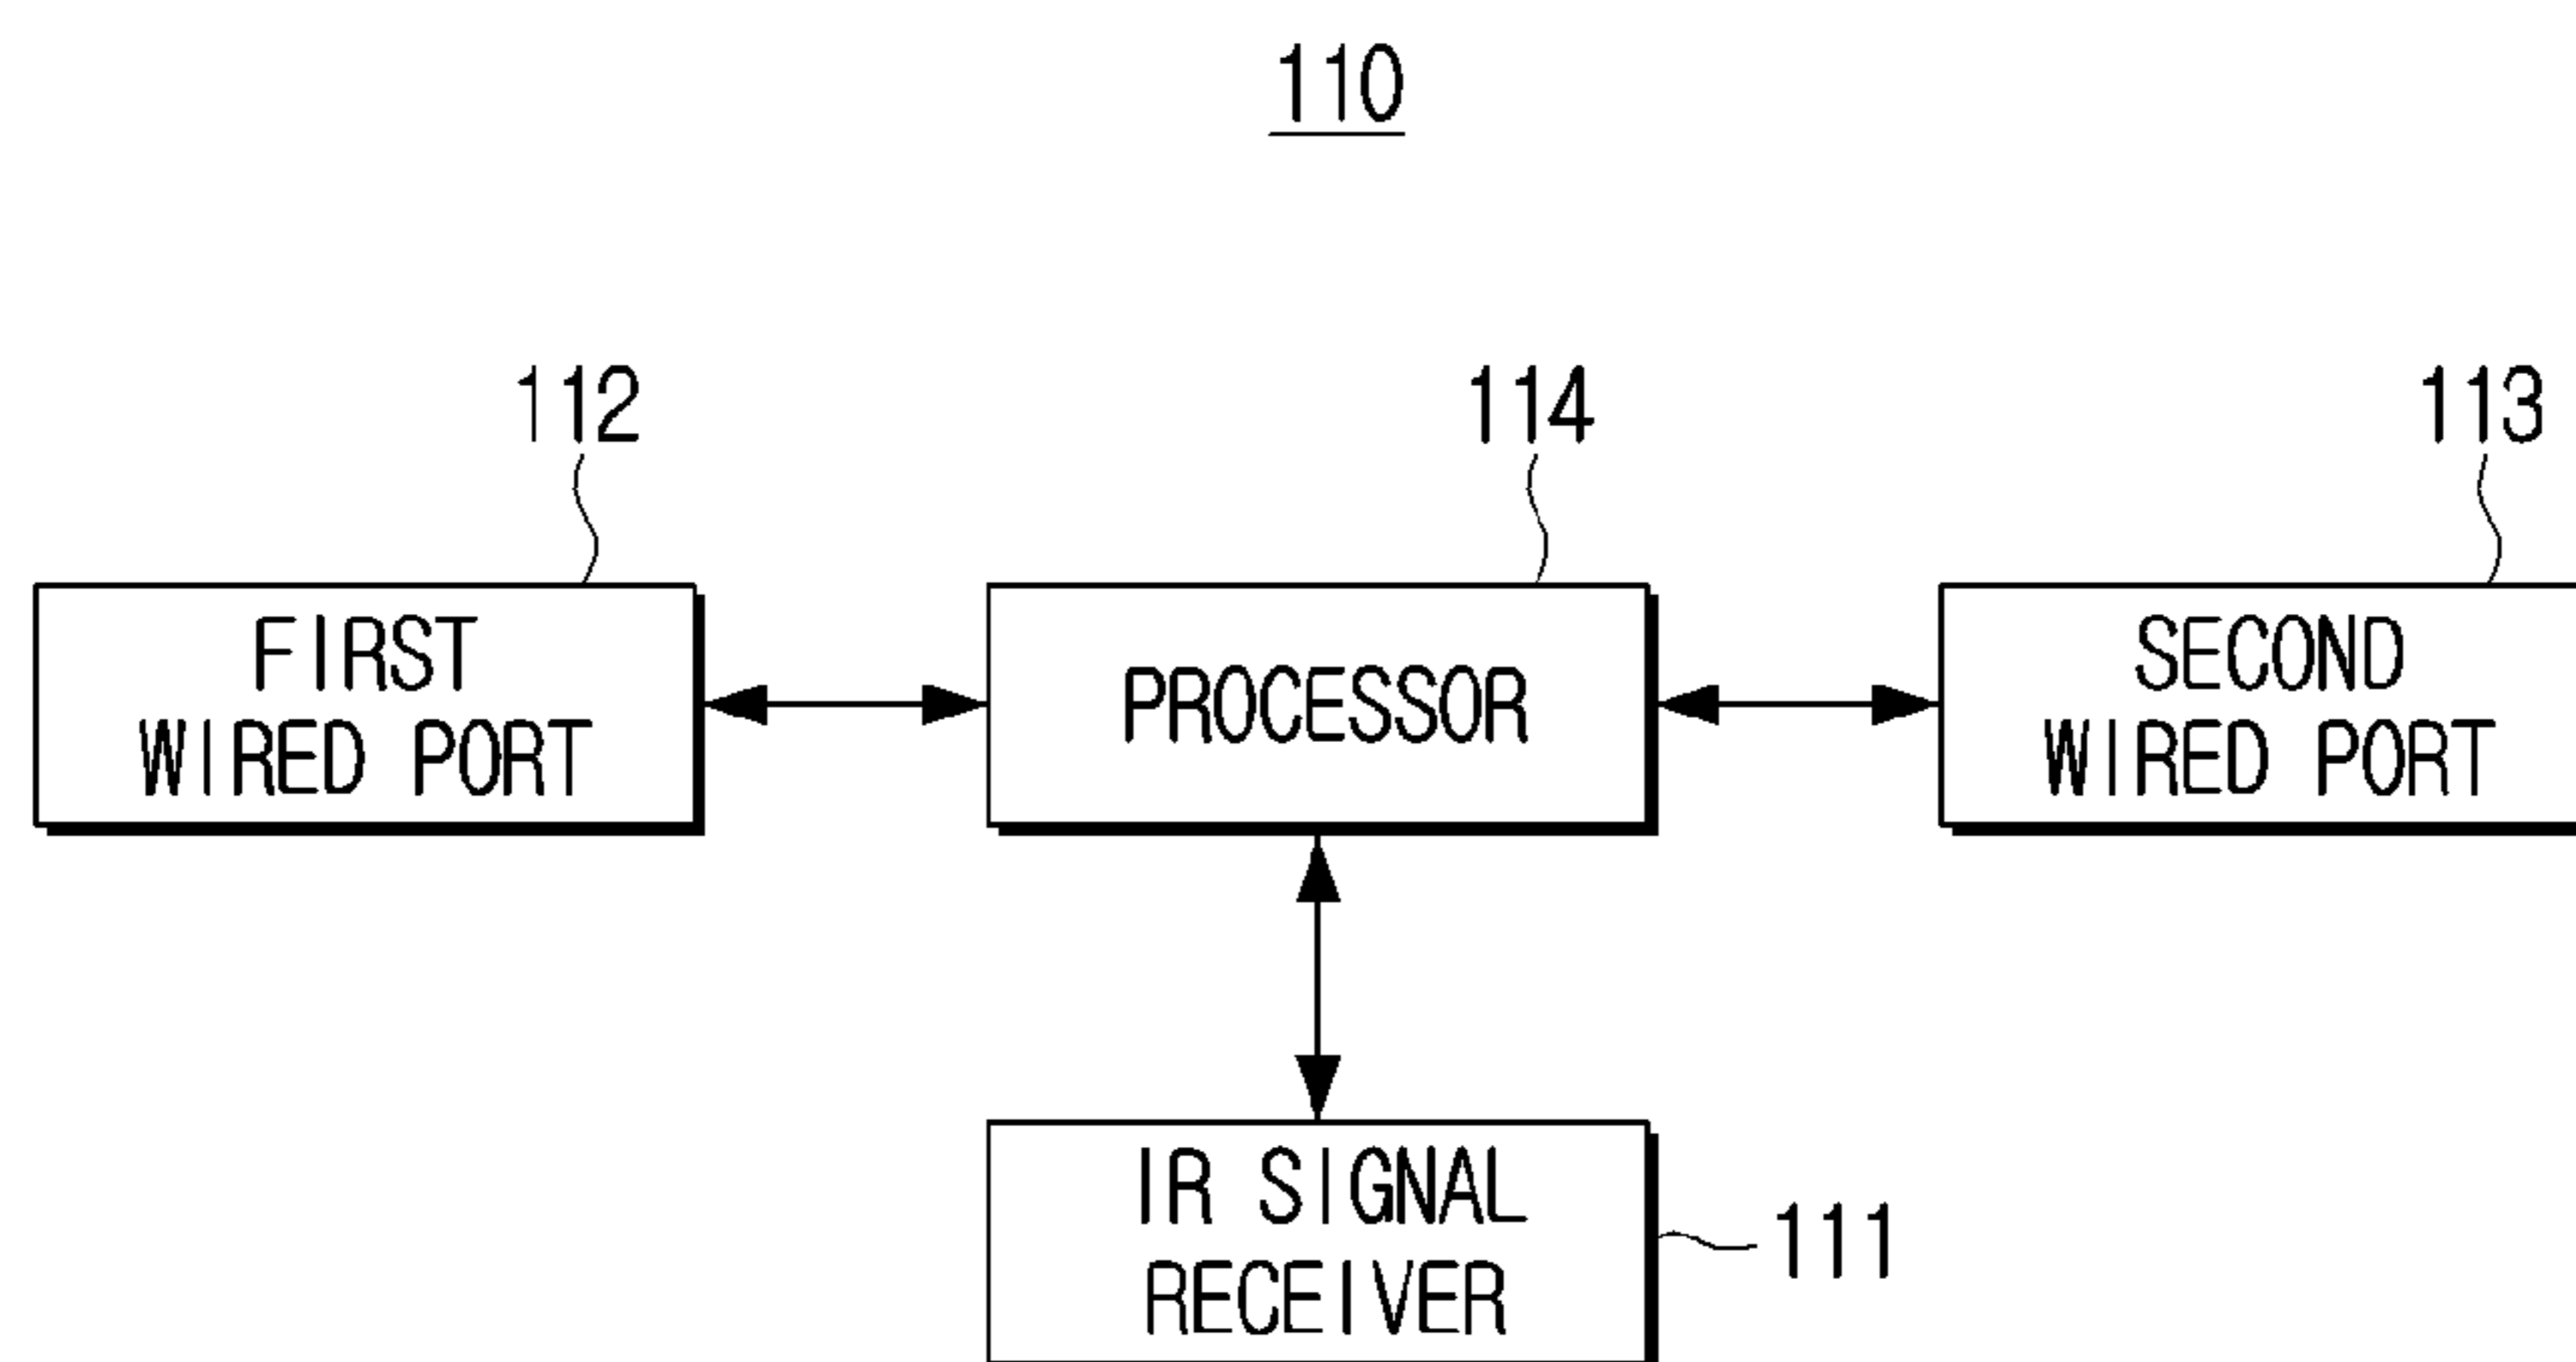 110
112
114
113
FIRST
WIRED PORT
PROCESSOR
SECOND
WIRED PORT
IR SIGNAL
RECEIVER
111